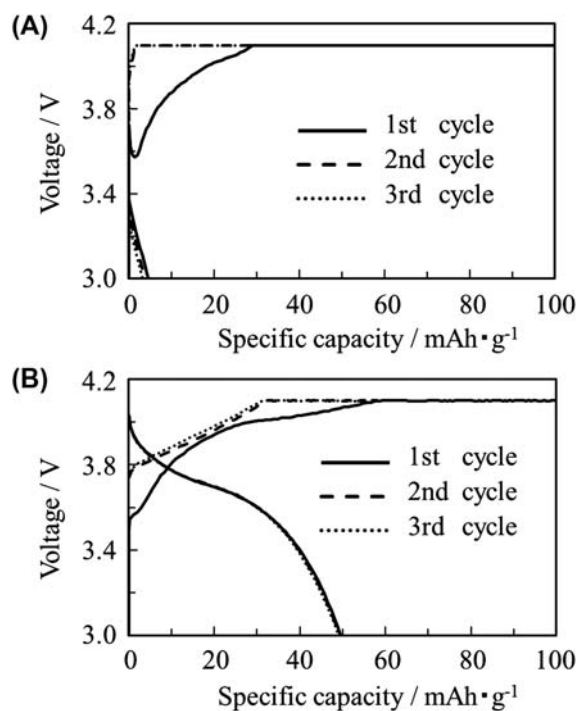 (A)
4.2
3.8
3.4
3.0
Voltage / V
1st cycle
2nd cycle
3rd cycle
0 20 40 60 80 100
Specific capacity / mAh・g-1
(B)
4.2
3.8
3.4
3.0
Voltage / V
1st cycle
2nd cycle
3rd cycle
0 20 40 60 80 100
Specific capacity / mAh・g-1